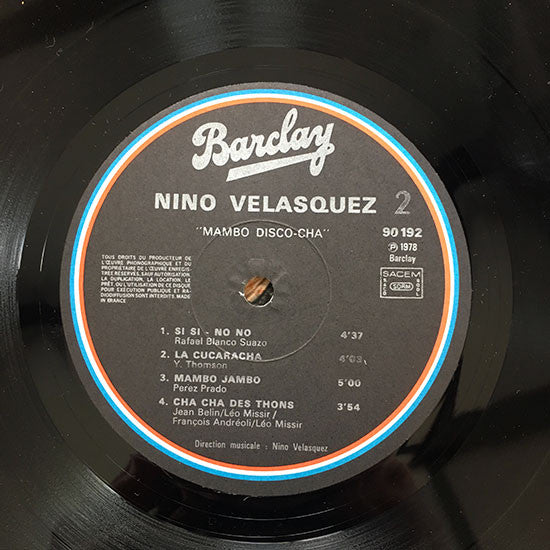 Barclay
NINO VELASQUEZ 2
"MAMBO DISCO-CHA"
90 192
℗ 1978
Barclay
TOUS DROITS DU PRODUCTEUR DE
L'ŒUVRE PHONOGRAPHIQUE ET DU
PROPRIETAIRE DE L'ŒUVRE ENREGIS-
TREE RESERVES, SAUF AUTORISATION.
LA DUPLICATION, LA LOCATION, LE
PRÊT, OU L'UTILISATION DE CE DISQUE
POUR EXECUTION PUBLIQUE ET RA-
DIODIFFUSION SONT INTERDITS. MADE
IN FRANCE
SACEM
SDRM
1. SI SI - NO NO 4'37
Rafael Blanco Suazo
2. LA CUCARACHA 4'03
Y. Thomson
3. MAMBO JAMBO 5'00
Perez Prado
4. CHA CHA DES THONS 3'54
Jean Belin/Léo Missir/
François Andréoli/Léo Missir
Direction musicale : Nino Velasquez